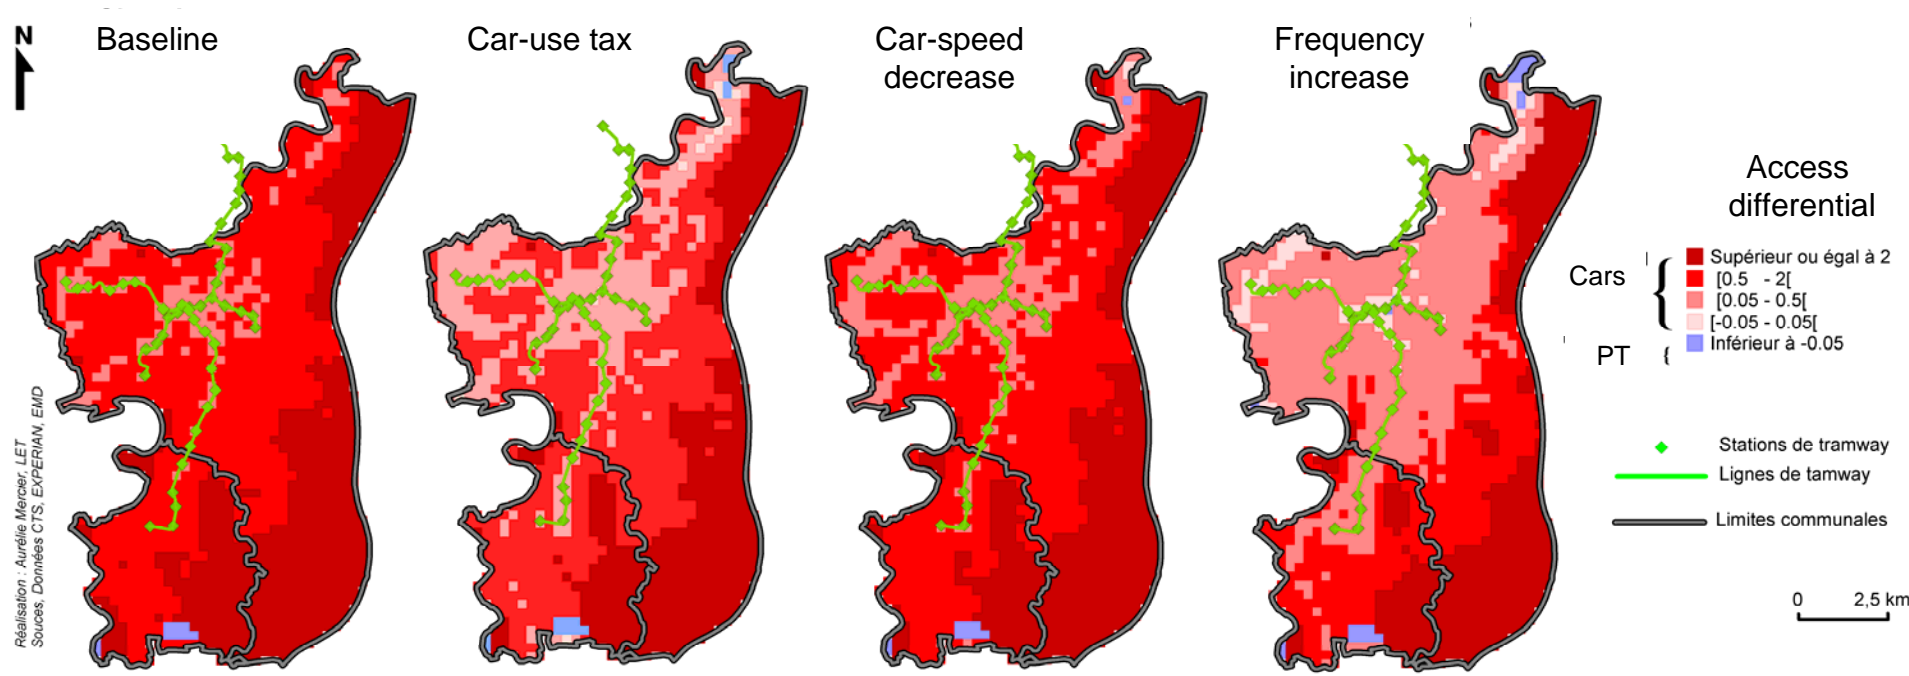 N
Baseline
Car-use tax
Car-speed
decrease
Frequency
increase
Access
differential
Cars
Supérieur ou égal à 2
[0.5 - 2[
[0.05 - 0.5[
[-0.05 - 0.05[
PT
Inférieur à -0.05
Stations de tramway
Lignes de tamway
Limites communales
0 2,5 km
Réalisation : Aurélie Mercier, LET
Souces, Données CTS, EXPERIAN, EMD